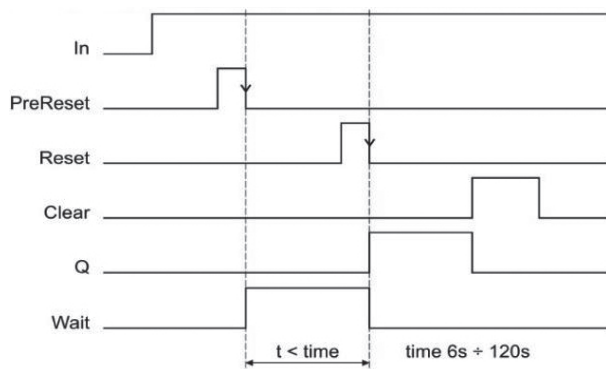 In
PreReset
Reset
Clear
Q
Wait
t < time
time 6s ÷ 120s